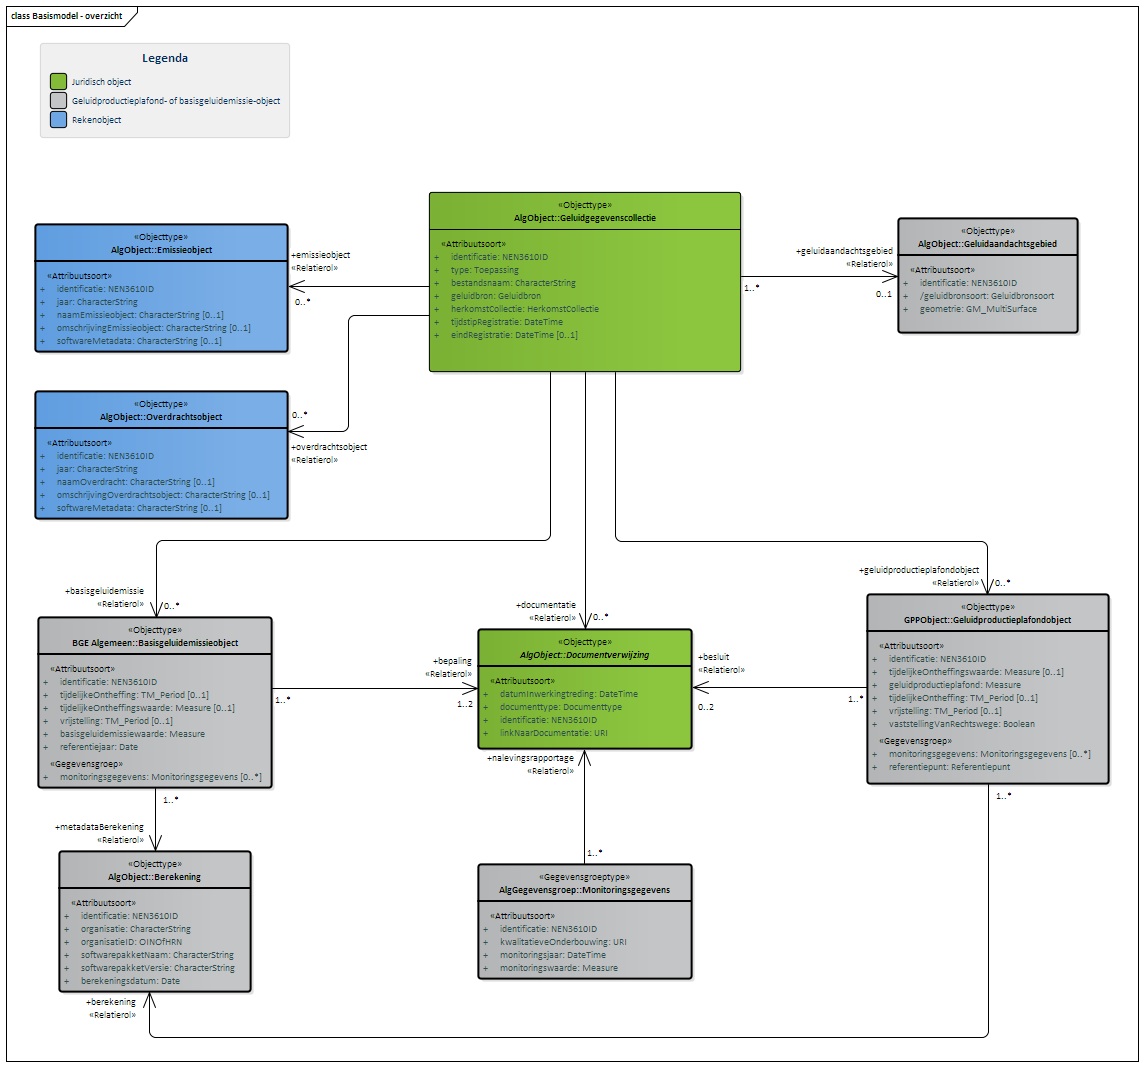 class Basismodel - overzicht
Legenda
Juridisch object
Geluidproductieplafond- of basisgeluidemissie-object
Rekenobject
«Objecttype»
AlgObject::Geluidgegevenscollectie
«Attribuutsoort»
+ identificatie: NEN3610ID
+ type: Toepassing
+ bestandsnaam: CharacterString
+ geluidbron: Geluidbron
+ herkomstCollectie: HerkomstCollectie
+ tijdstipRegistratie: DateTime
+ eindRegistratie: DateTime [0..1]
«Objecttype»
AlgObject::Emissieobject
«Attribuutsoort»
+ identificatie: NEN3610ID
+ jaar: CharacterString
+ naamEmissieobject: CharacterString [0..1]
+ omschrijvingEmissieobject: CharacterString [0..1]
+ softwareMetadata: CharacterString [0..1]
+emissieobject
«Relatierol»
0..*
+geluidaandachtsgebied
«Relatierol»
1..*
0..1
«Objecttype»
AlgObject::Geluidaandachtsgebied
«Attribuutsoort»
+ identificatie: NEN3610ID
+ /geluidbronsoort: Geluidbronsoort
+ geometrie: GM_MultiSurface
«Objecttype»
AlgObject::Overdrachtsobject
«Attribuutsoort»
+ identificatie: NEN3610ID
+ jaar: CharacterString
+ naamOverdracht: CharacterString [0..1]
+ omschrijvingOverdrachtsobject: CharacterString [0..1]
+ softwareMetadata: CharacterString [0..1]
0..*
+overdrachtsobject
«Relatierol»
+basisgeluidemissie
«Relatierol»
0..*
+documentatie
«Relatierol»
0..*
+geluidproductieplafondobject
«Relatierol»
0..*
«Objecttype»
BGE Algemeen::Basisgeluidemissieobject
«Attribuutsoort»
+ identificatie: NEN3610ID
+ tijdelijkeOntheffing: TM_Period [0..1]
+ tijdelijkeOntheffingswaarde: Measure [0..1]
+ vrijstelling: TM_Period [0..1]
+ basisgeluidemissiewaarde: Measure
+ referentiejaar: Date
«Gegevensgroep»
+ monitoringsgegevens: Monitoringsgegevens [0..*]
+bepaling
«Relatierol»
1..*
1..2
«Objecttype»
AlgObject::Documentverwijzing
«Attribuutsoort»
+ datumInwerkingtreding: DateTime
+ documenttype: Documenttype
+ identificatie: NEN3610ID
+ linkNaarDocumentatie: URI
+besluit
«Relatierol»
0..2
1..*
«Objecttype»
GPPObject::Geluidproductieplafondobject
«Attribuutsoort»
+ identificatie: NEN3610ID
+ tijdelijkeOntheffingswaarde: Measure [0..1]
+ geluidproductieplafond: Measure
+ tijdelijkeOntheffing: TM_Period [0..1]
+ vrijstelling: TM_Period [0..1]
+ vaststellingVanRechtswege: Boolean
«Gegevensgroep»
+ monitoringsgegevens: Monitoringsgegevens [0..*]
+ referentiepunt: Referentiepunt
+nalevingsrapportage
«Relatierol»
1..*
1..*
+metadataBerekening
«Relatierol»
1..*
«Objecttype»
AlgObject::Berekening
«Attribuutsoort»
+ identificatie: NEN3610ID
+ organisatie: CharacterString
+ organisatieID: OINOfHRN
+ softwarepakketNaam: CharacterString
+ softwarepakketVersie: CharacterString
+ berekeningsdatum: Date
«Gegevensgroeptype»
AlgGegevensgroep::Monitoringsgegevens
«Attribuutsoort»
+ identificatie: NEN3610ID
+ kwalitatieveOnderbouwing: URI
+ monitoringsjaar: DateTime
+ monitoringswaarde: Measure
+berekening
«Relatierol»